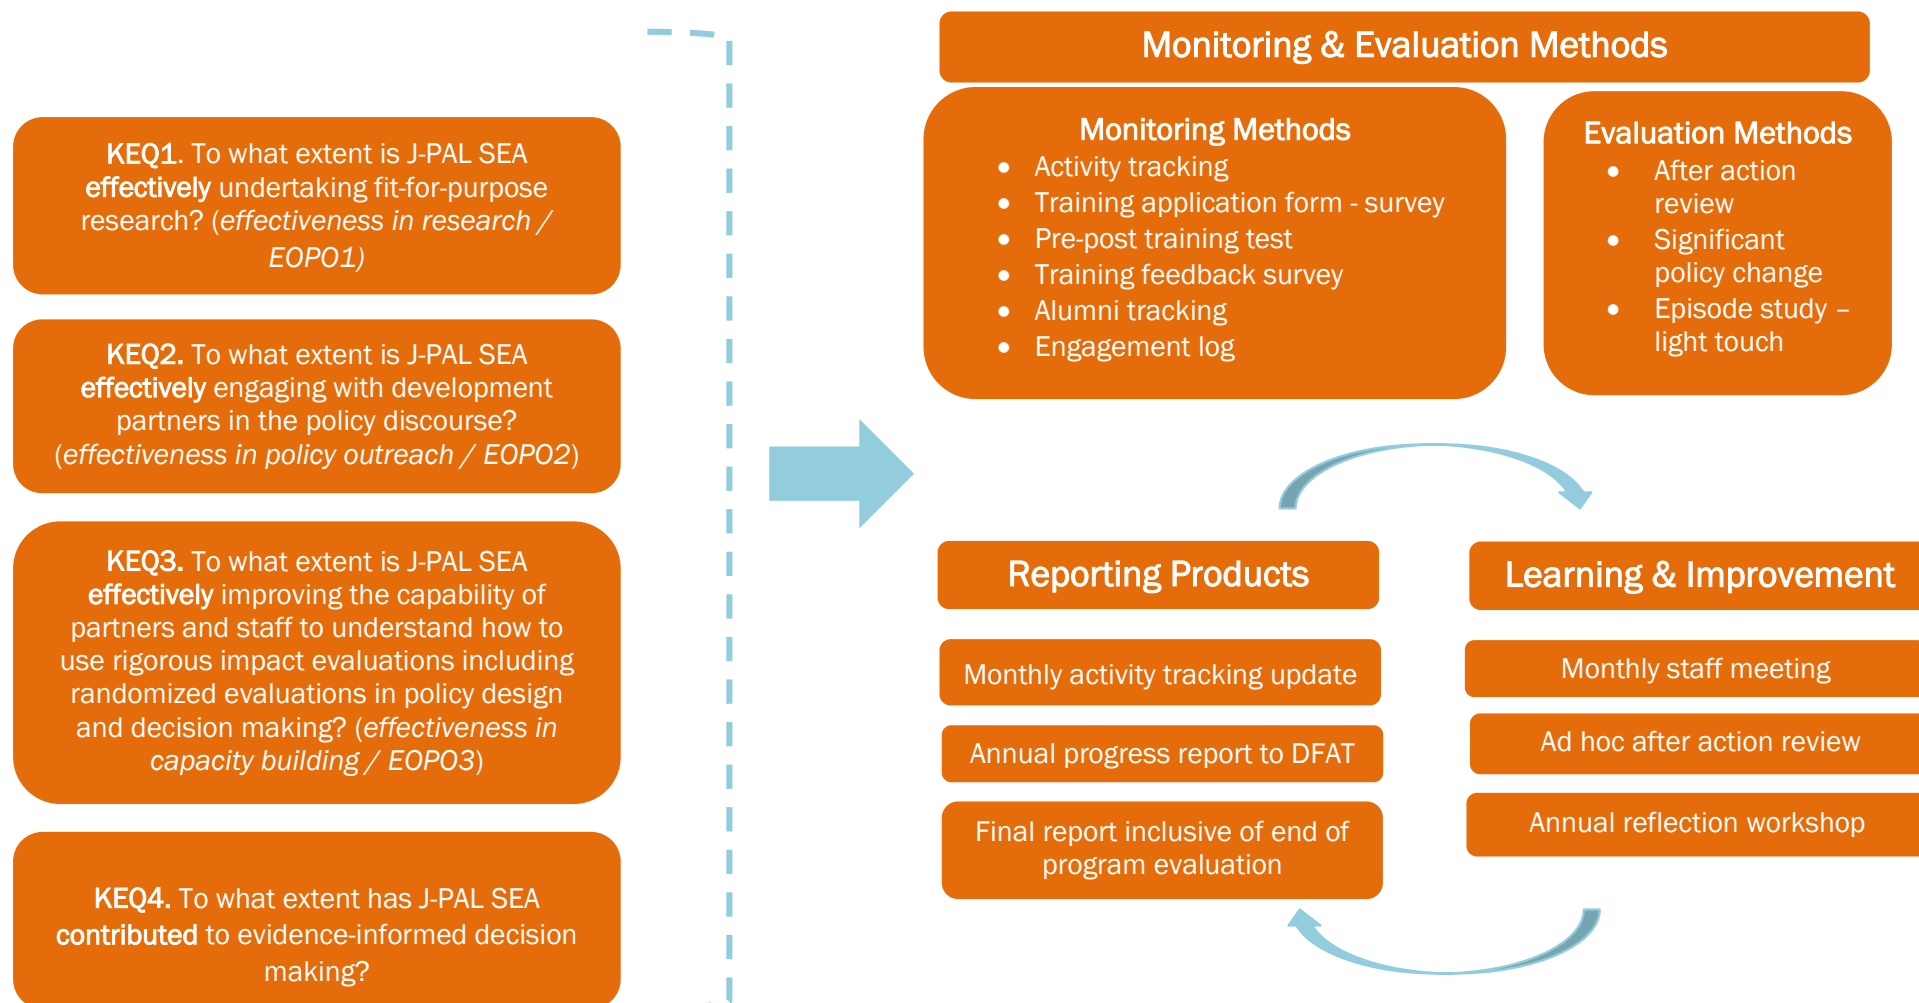 KEQ1. To what extent is J-PAL SEA
effectively undertaking fit-for-purpose
research? (effectiveness in research /
EOPO1)
KEQ2. To what extent is J-PAL SEA
effectively engaging with development
partners in the policy discourse?
(effectiveness in policy outreach / EOPO2)
KEQ3. To what extent is J-PAL SEA
effectively improving the capability of
partners and staff to understand how to
use rigorous impact evaluations including
randomized evaluations in policy design
and decision making? (effectiveness in
capacity building / EOPO3)
KEQ4. To what extent has J-PAL SEA
contributed to evidence-informed decision
making?
Monitoring & Evaluation Methods
Monitoring Methods
• Activity tracking
• Training application form - survey
• Pre-post training test
• Training feedback survey
• Alumni tracking
• Engagement log
Evaluation Methods
• After action
review
• Significant
policy change
• Episode study –
light touch
Reporting Products
Monthly activity tracking update
Annual progress report to DFAT
Final report inclusive of end of
program evaluation
Learning & Improvement
Monthly staff meeting
Ad hoc after action review
Annual reflection workshop